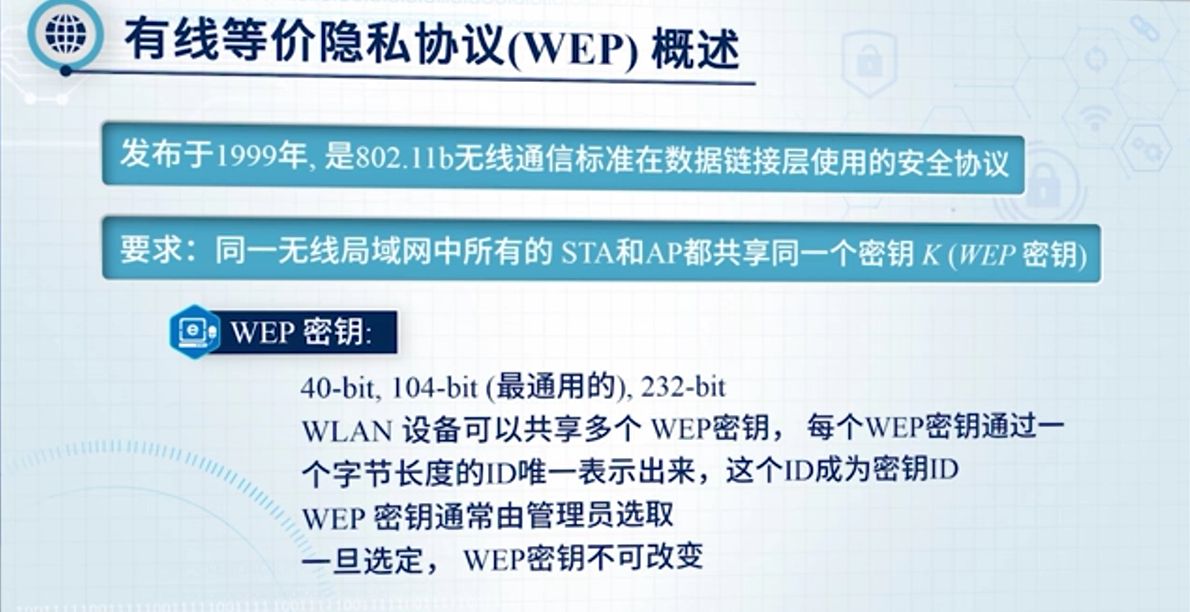 有线等价隐私协议(WEP) 概述
发布于1999年, 是802.11b无线通信标准在数据链接层使用的安全协议
要求：同一无线局域网中所有的 STA和AP都共享同一个密钥 K (WEP 密钥)
WEP 密钥:
40-bit, 104-bit (最通用的), 232-bit
WLAN 设备可以共享多个 WEP密钥， 每个WEP密钥通过一
个字节长度的ID唯一表示出来，这个ID成为密钥ID
WEP 密钥通常由管理员选取
一旦选定， WEP密钥不可改变